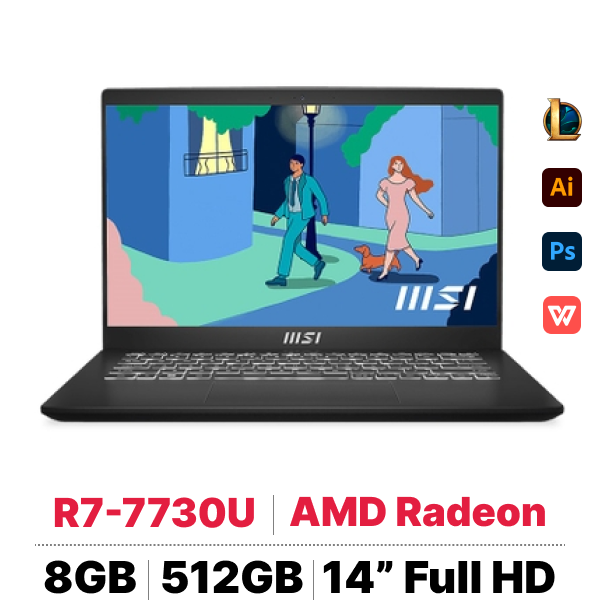 L
Ai
Ps
W
msi
msi
R7-7730U | AMD Radeon
8GB | 512GB | 14” Full HD